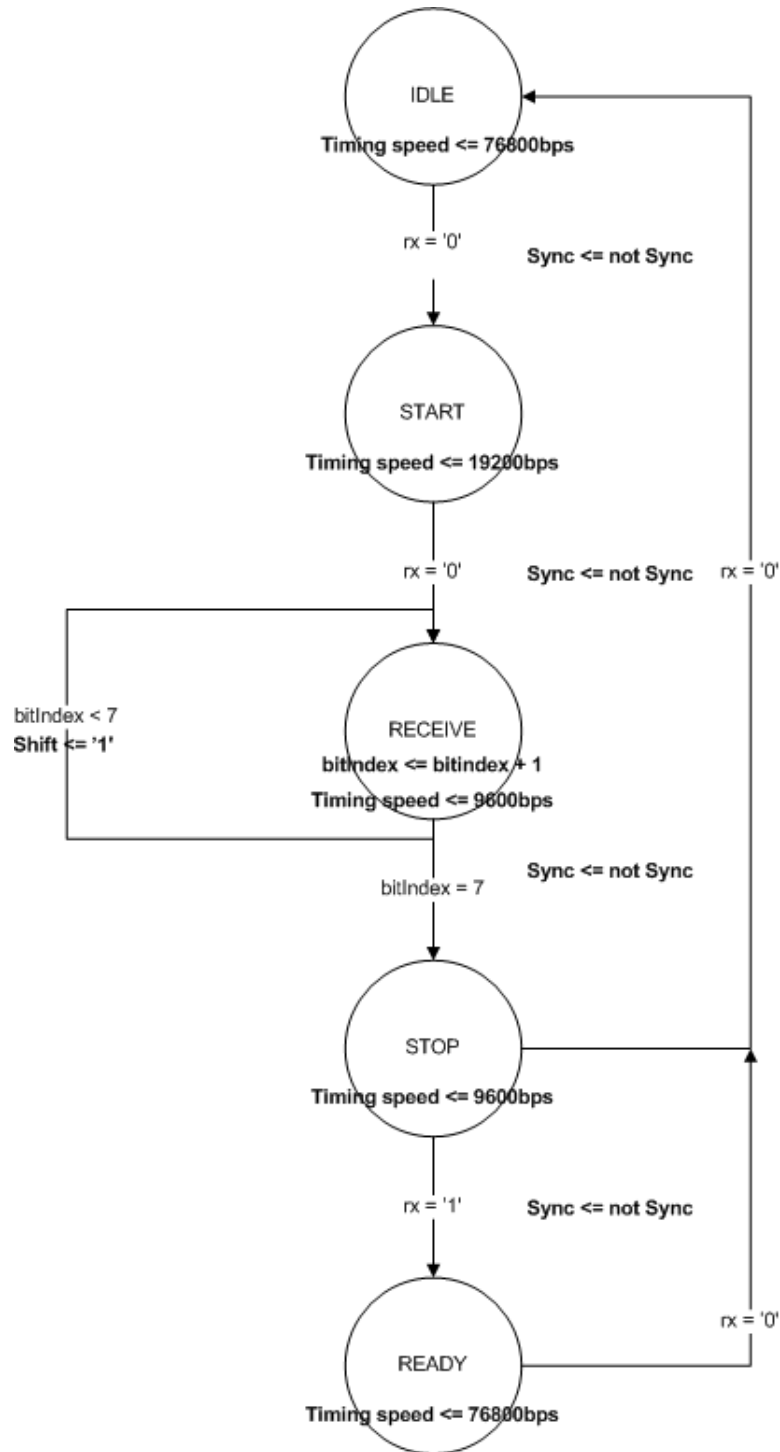 IDLE
Timing speed <= 76800bps
rx = '0'
Sync <= not Sync
START
Timing speed <= 19200bps
rx = '0'
Sync <= not Sync
rx = '0'
bitIndex < 7
Shift <= '1'
RECEIVE
bitIndex <= bitindex + 1
Timing speed <= 9600bps
Sync <= not Sync
bitIndex = 7
STOP
Timing speed <= 9600bps
rx = '1'
Sync <= not Sync
rx = '0'
READY
Timing speed <= 76800bps